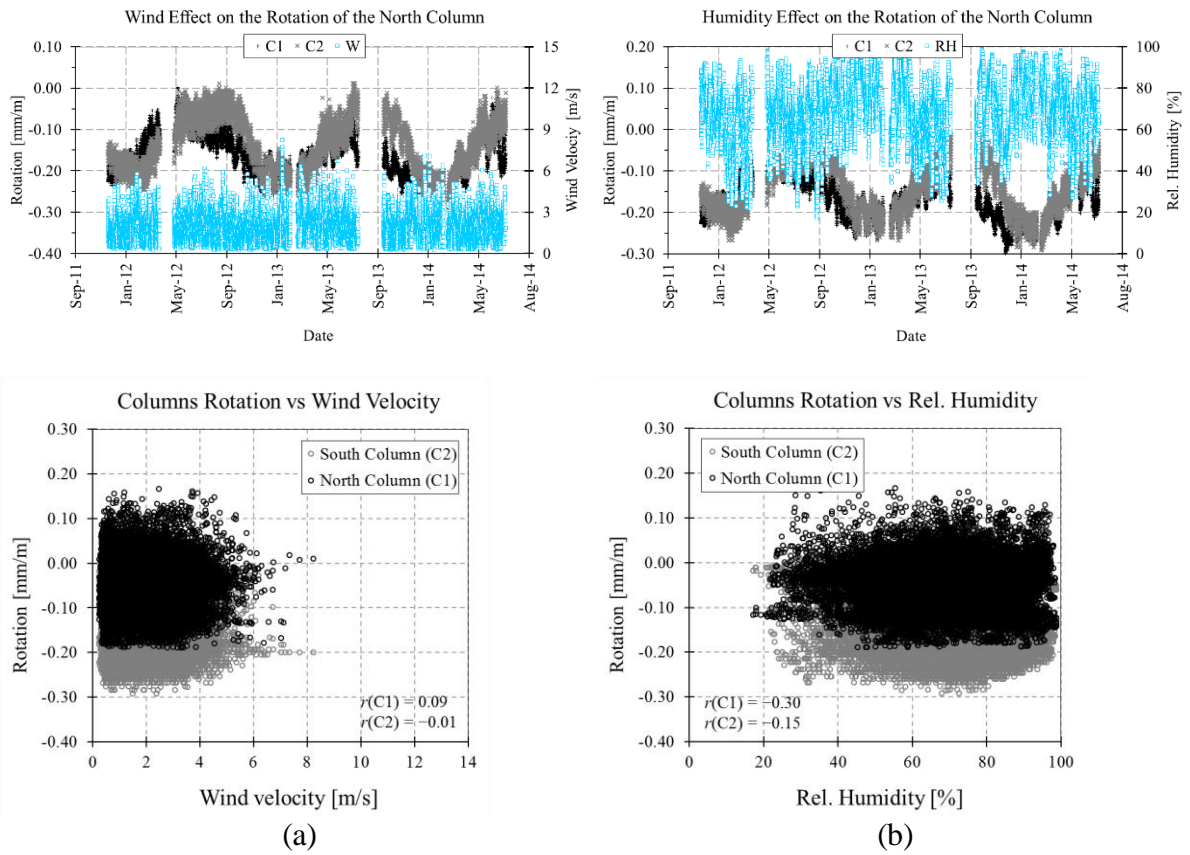 Wind Effect on the Rotation of the North Column
C1 C2 W
0.10
0.00
-0.10
-0.20
-0.30
-0.40
Rotation [mm/m]
15
12
9
6
3
0
Wind Velocity [m/s]
Sep-11 Jan-12 May-12 Sep-12 Jan-13 May-13 Sep-13 Jan-14 May-14 Aug-14
Date
Humidity Effect on the Rotation of the North Column
C1 C2 RH
0.20
0.10
0.00
-0.10
-0.20
-0.30
Rotation [mm/m]
100
80
60
40
20
0
Rel. Humidity [%]
Sep-11 Jan-12 May-12 Sep-12 Jan-13 May-13 Sep-13 Jan-14 May-14 Aug-14
Date
Columns Rotation vs Wind Velocity
South Column (C2)
North Column (C1)
0.30
0.20
0.10
0.00
-0.10
-0.20
-0.30
-0.40
Rotation [mm/m]
r(C1) = 0.09
r(C2) = −0.01
0 2 4 6 8 10 12 14
Wind velocity [m/s]
(a)
Columns Rotation vs Rel. Humidity
South Column (C2)
North Column (C1)
0.30
0.20
0.10
0.00
-0.10
-0.20
-0.30
-0.40
Rotation [mm/m]
r(C1) = −0.30
r(C2) = −0.15
0 20 40 60 80 100
Rel. Humidity [%]
(b)